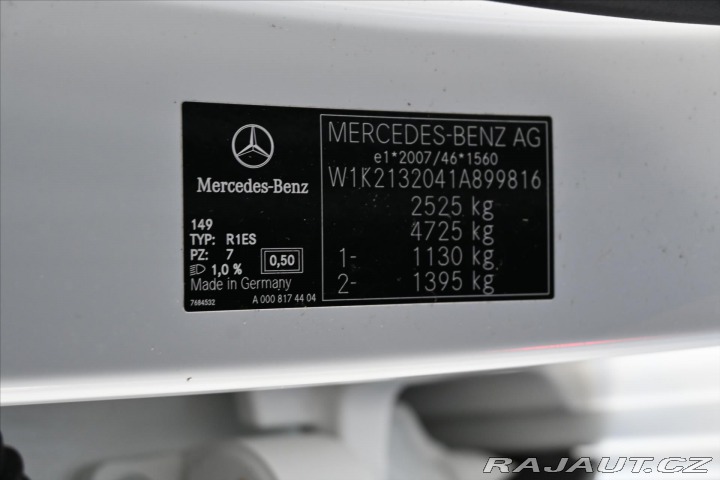 MERCEDES-BENZ AG
e1*2007/46*1560
W1K2132041A899816
2525 kg
4725 kg
1- 1130 kg
2- 1395 kg
Mercedes-Benz
149
TYP: R1ES
PZ: 7
1,0 % 0,50
Made in Germany
7684532 A 000 817 44 04
RAJAUT.CZ